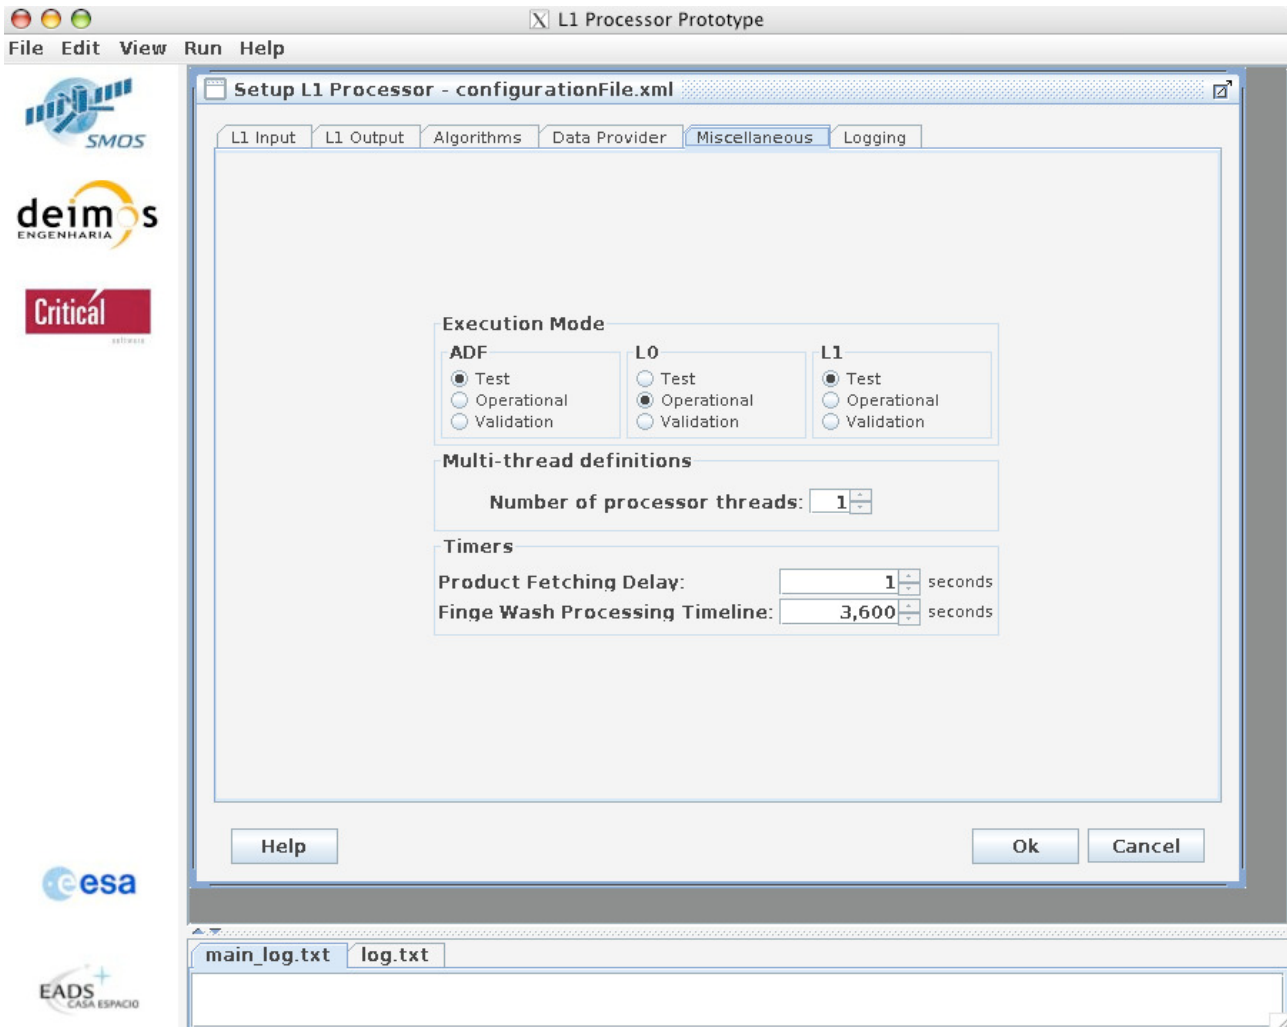 L1 Processor Prototype
File Edit View Run Help
SMOS
deimos
ENGENHARIA
Critical
software
esa
EADS
CASA ESPACIO
Setup L1 Processor - configurationFile.xml
L1 Input L1 Output Algorithms Data Provider Miscellaneous Logging
Execution Mode
ADF L0 L1
Test Test Test
Operational Operational Operational
Validation Validation Validation
Multi-thread definitions
Number of processor threads: 1
Timers
Product Fetching Delay: 1 seconds
Finge Wash Processing Timeline: 3,600 seconds
Help Ok Cancel
main_log.txt log.txt